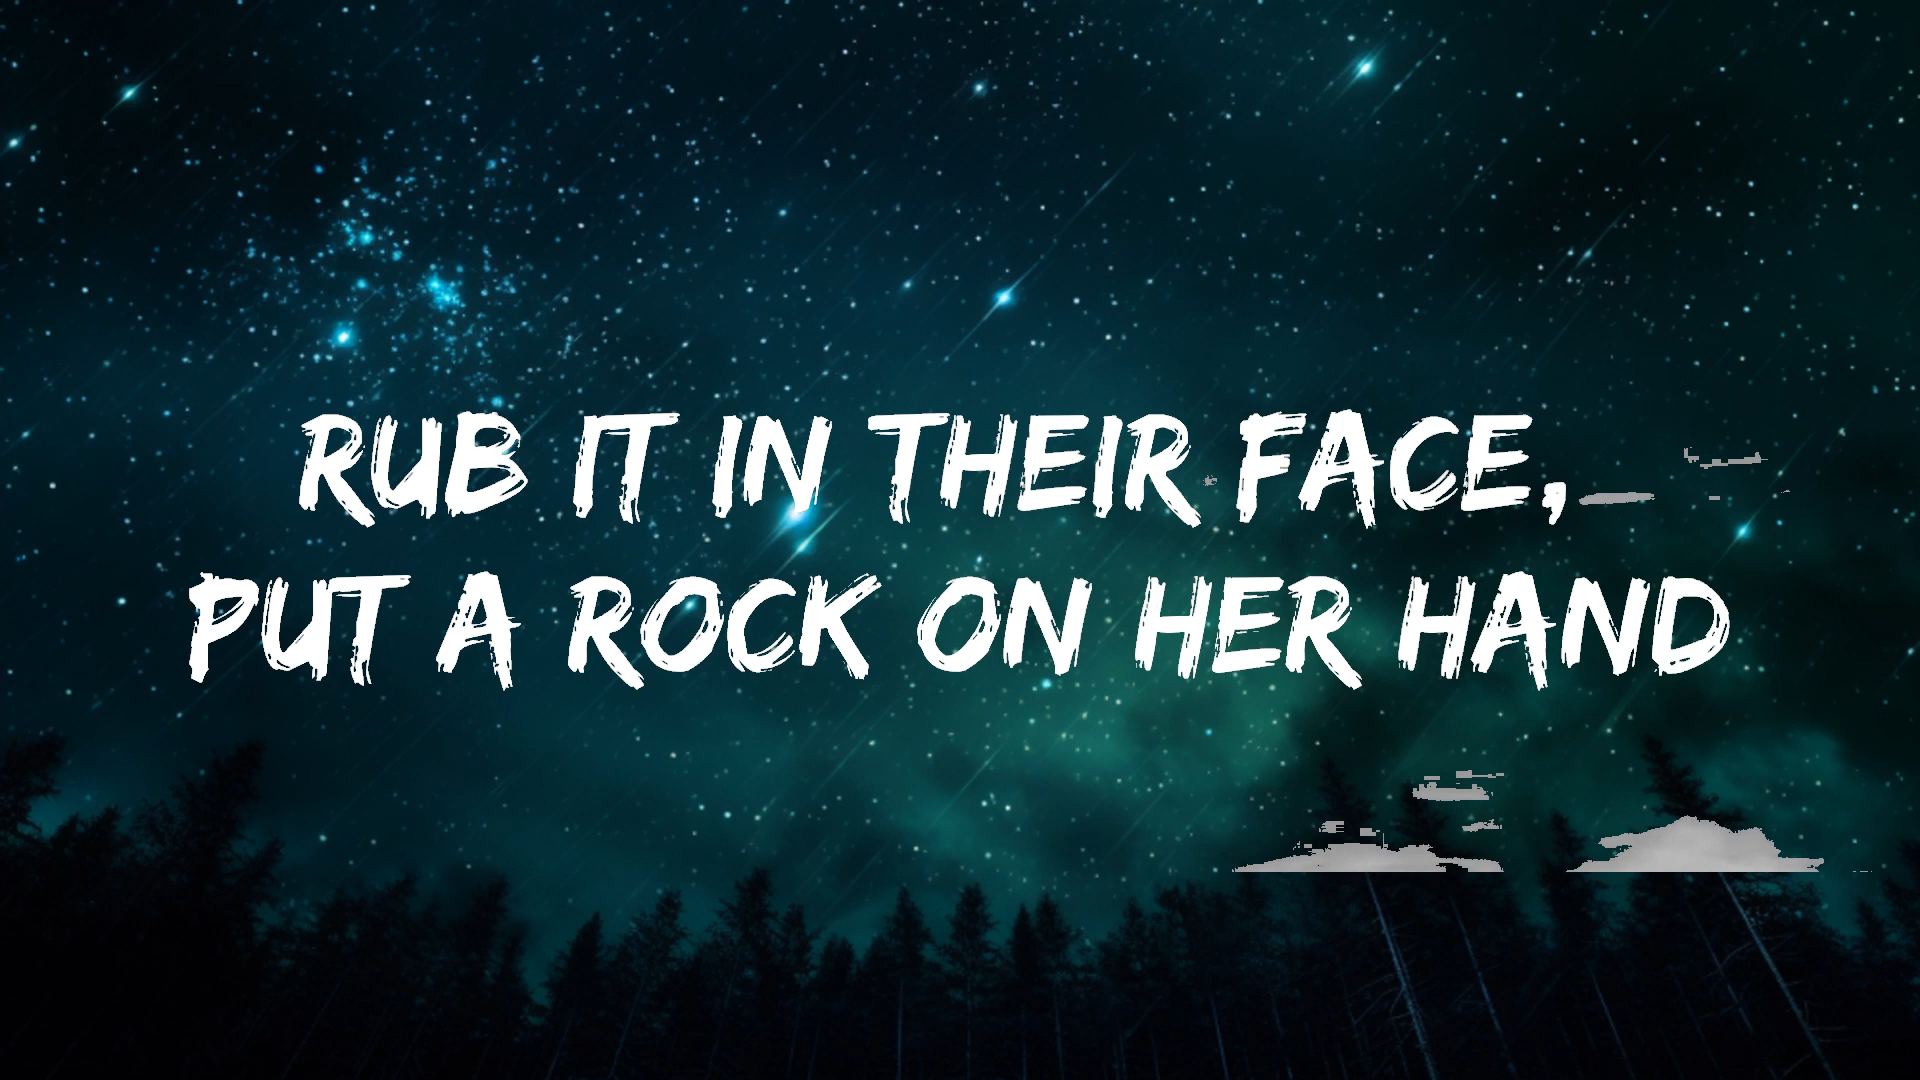 RUB IT IN THEIR FACE,
PUT A ROCK ON HER HAND